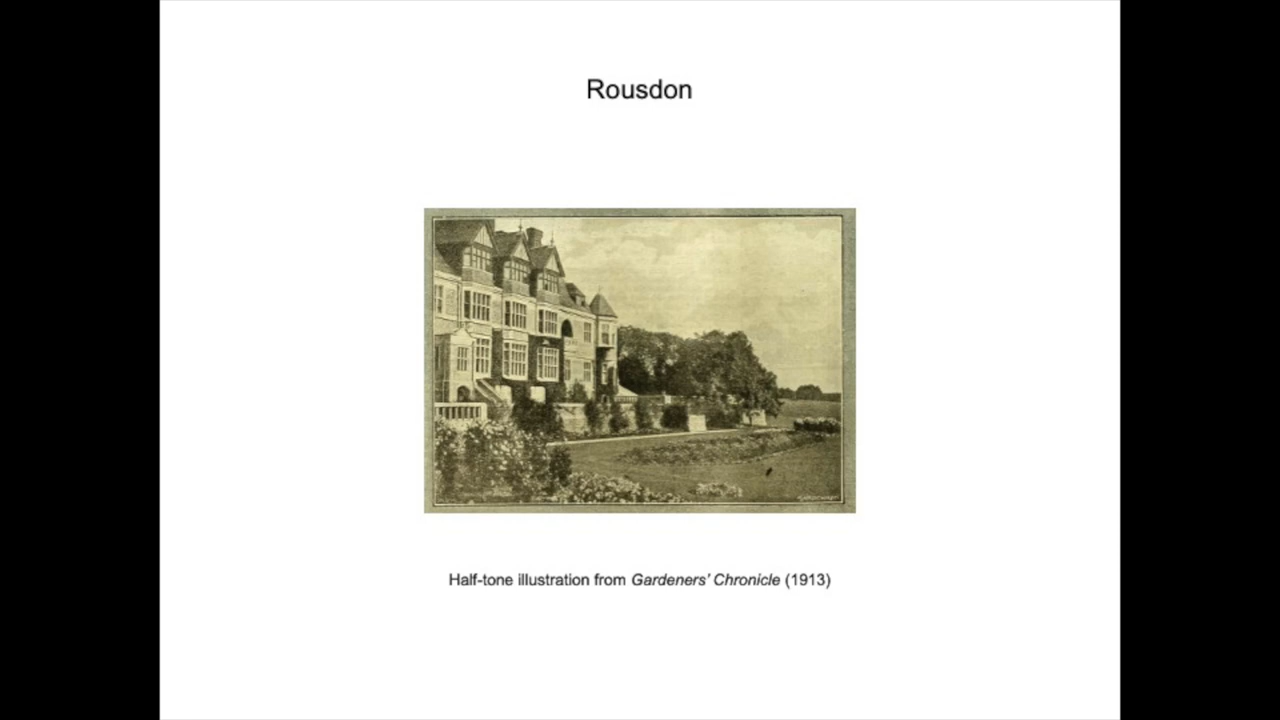 Rousdon
Half-tone illustration from Gardeners' Chronicle (1913)